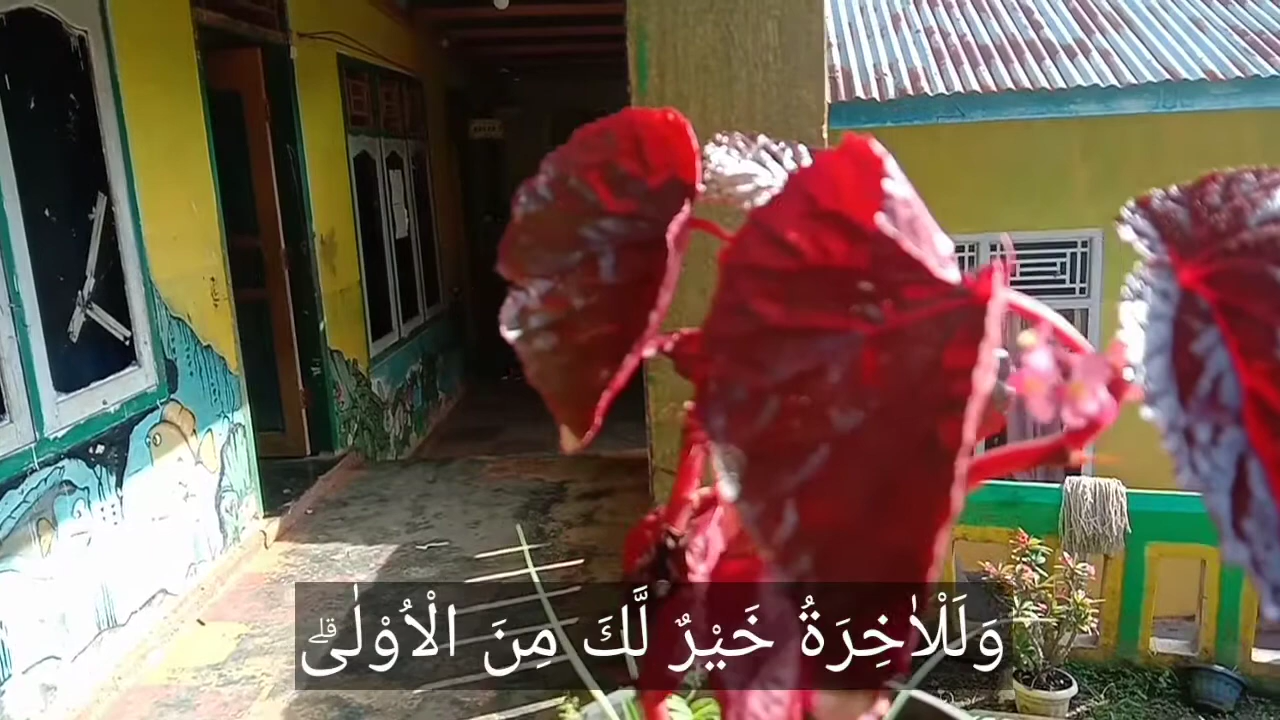 وَلَلْاٰخِرَةُ خَيْرٌ لَّكَ مِنَ الْاُوْلٰىۗ